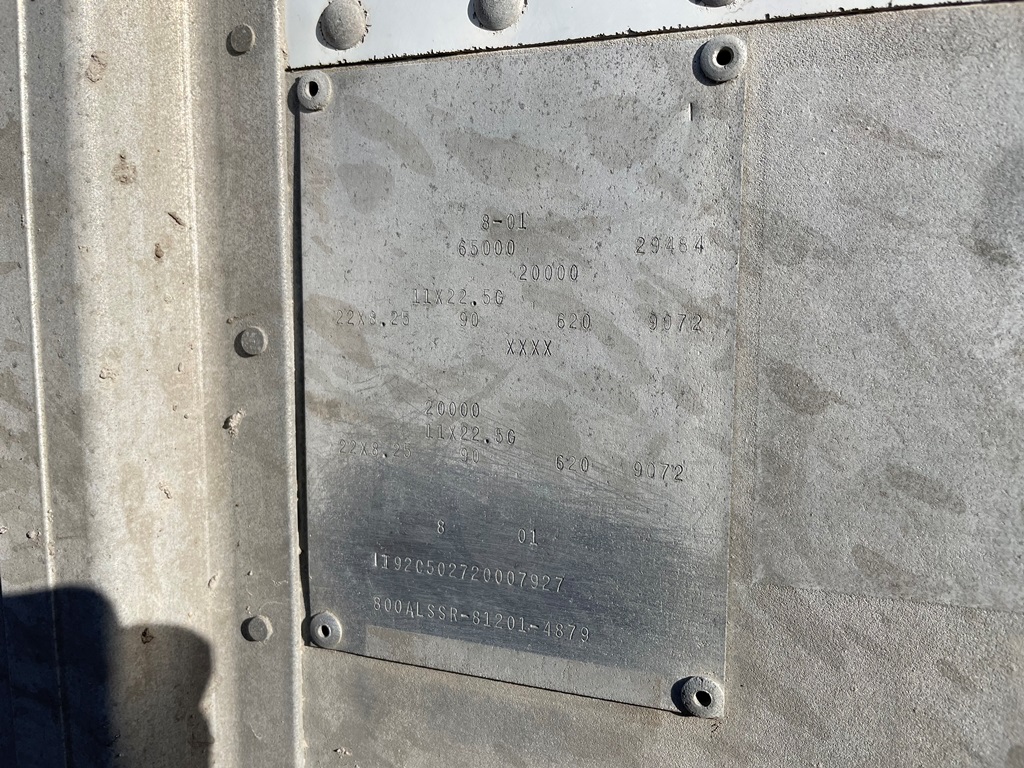 8-01
65000 29484
20000
11X22.5G
22X8.25 90 620 9072
XXXX
20000
11X22.5G
22X8.25 90 620 9072
8 01
1T92C502720007927
800ALSSR-81201-4879